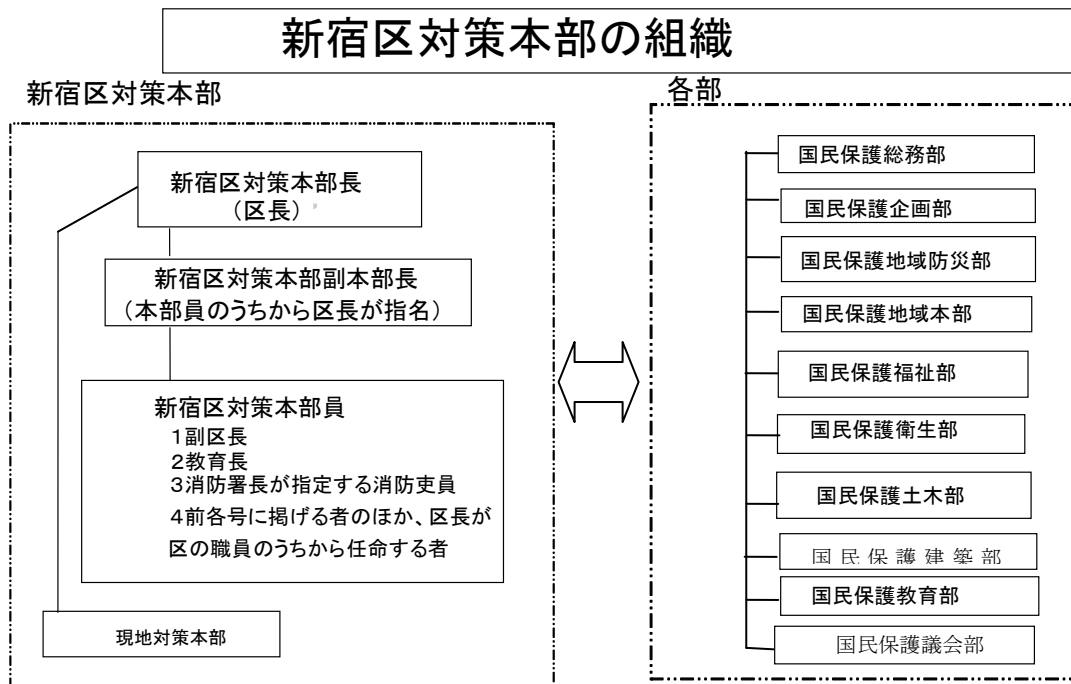 新宿区対策本部の組織
新宿区対策本部
新宿区対策本部長
（区長）
新宿区対策本部副本部長
（本部員のうちから区長が指名）
新宿区対策本部員
１副区長
２教育長
３消防署長が指定する消防吏員
４前各号に掲げる者のほか、区長が
区の職員のうちから任命する者
現地対策本部
各部
国民保護総務部
国民保護企画部
国民保護地域防災部
国民保護地域本部
国民保護福祉部
国民保護衛生部
国民保護土木部
国民保護建築部
国民保護教育部
国民保護議会部